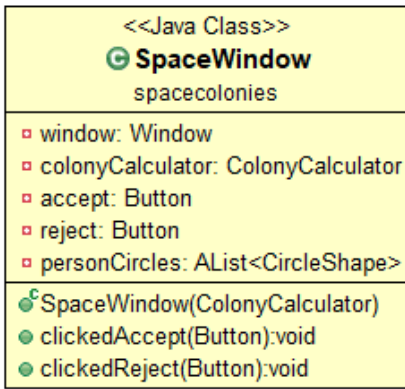 <<Java Class>>
C SpaceWindow
spacecolonies
window: Window
colonyCalculator: ColonyCalculator
accept: Button
reject: Button
personCircles: AList<CircleShape>
c SpaceWindow(ColonyCalculator)
clickedAccept(Button):void
clickedReject(Button):void